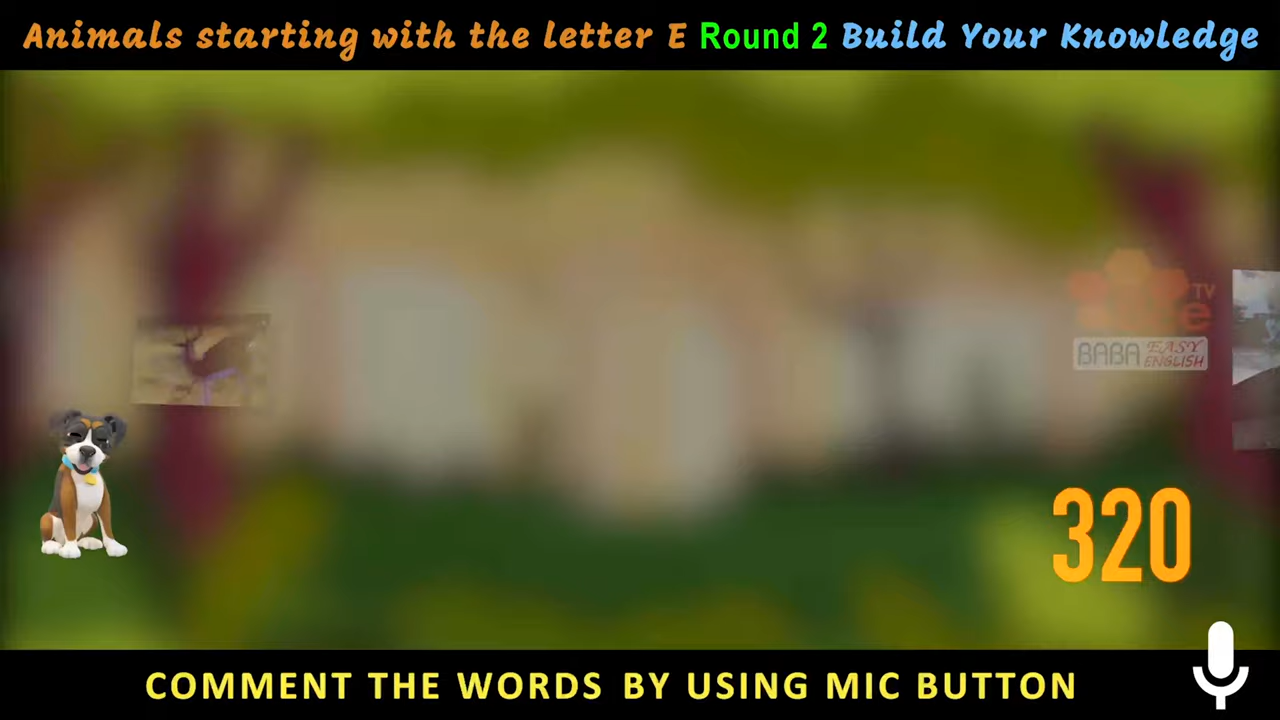 Animals starting with the letter E Round 2 Build Your Knowledge
TV
BABA EASY ENGLISH
320
COMMENT THE WORDS BY USING MIC BUTTON